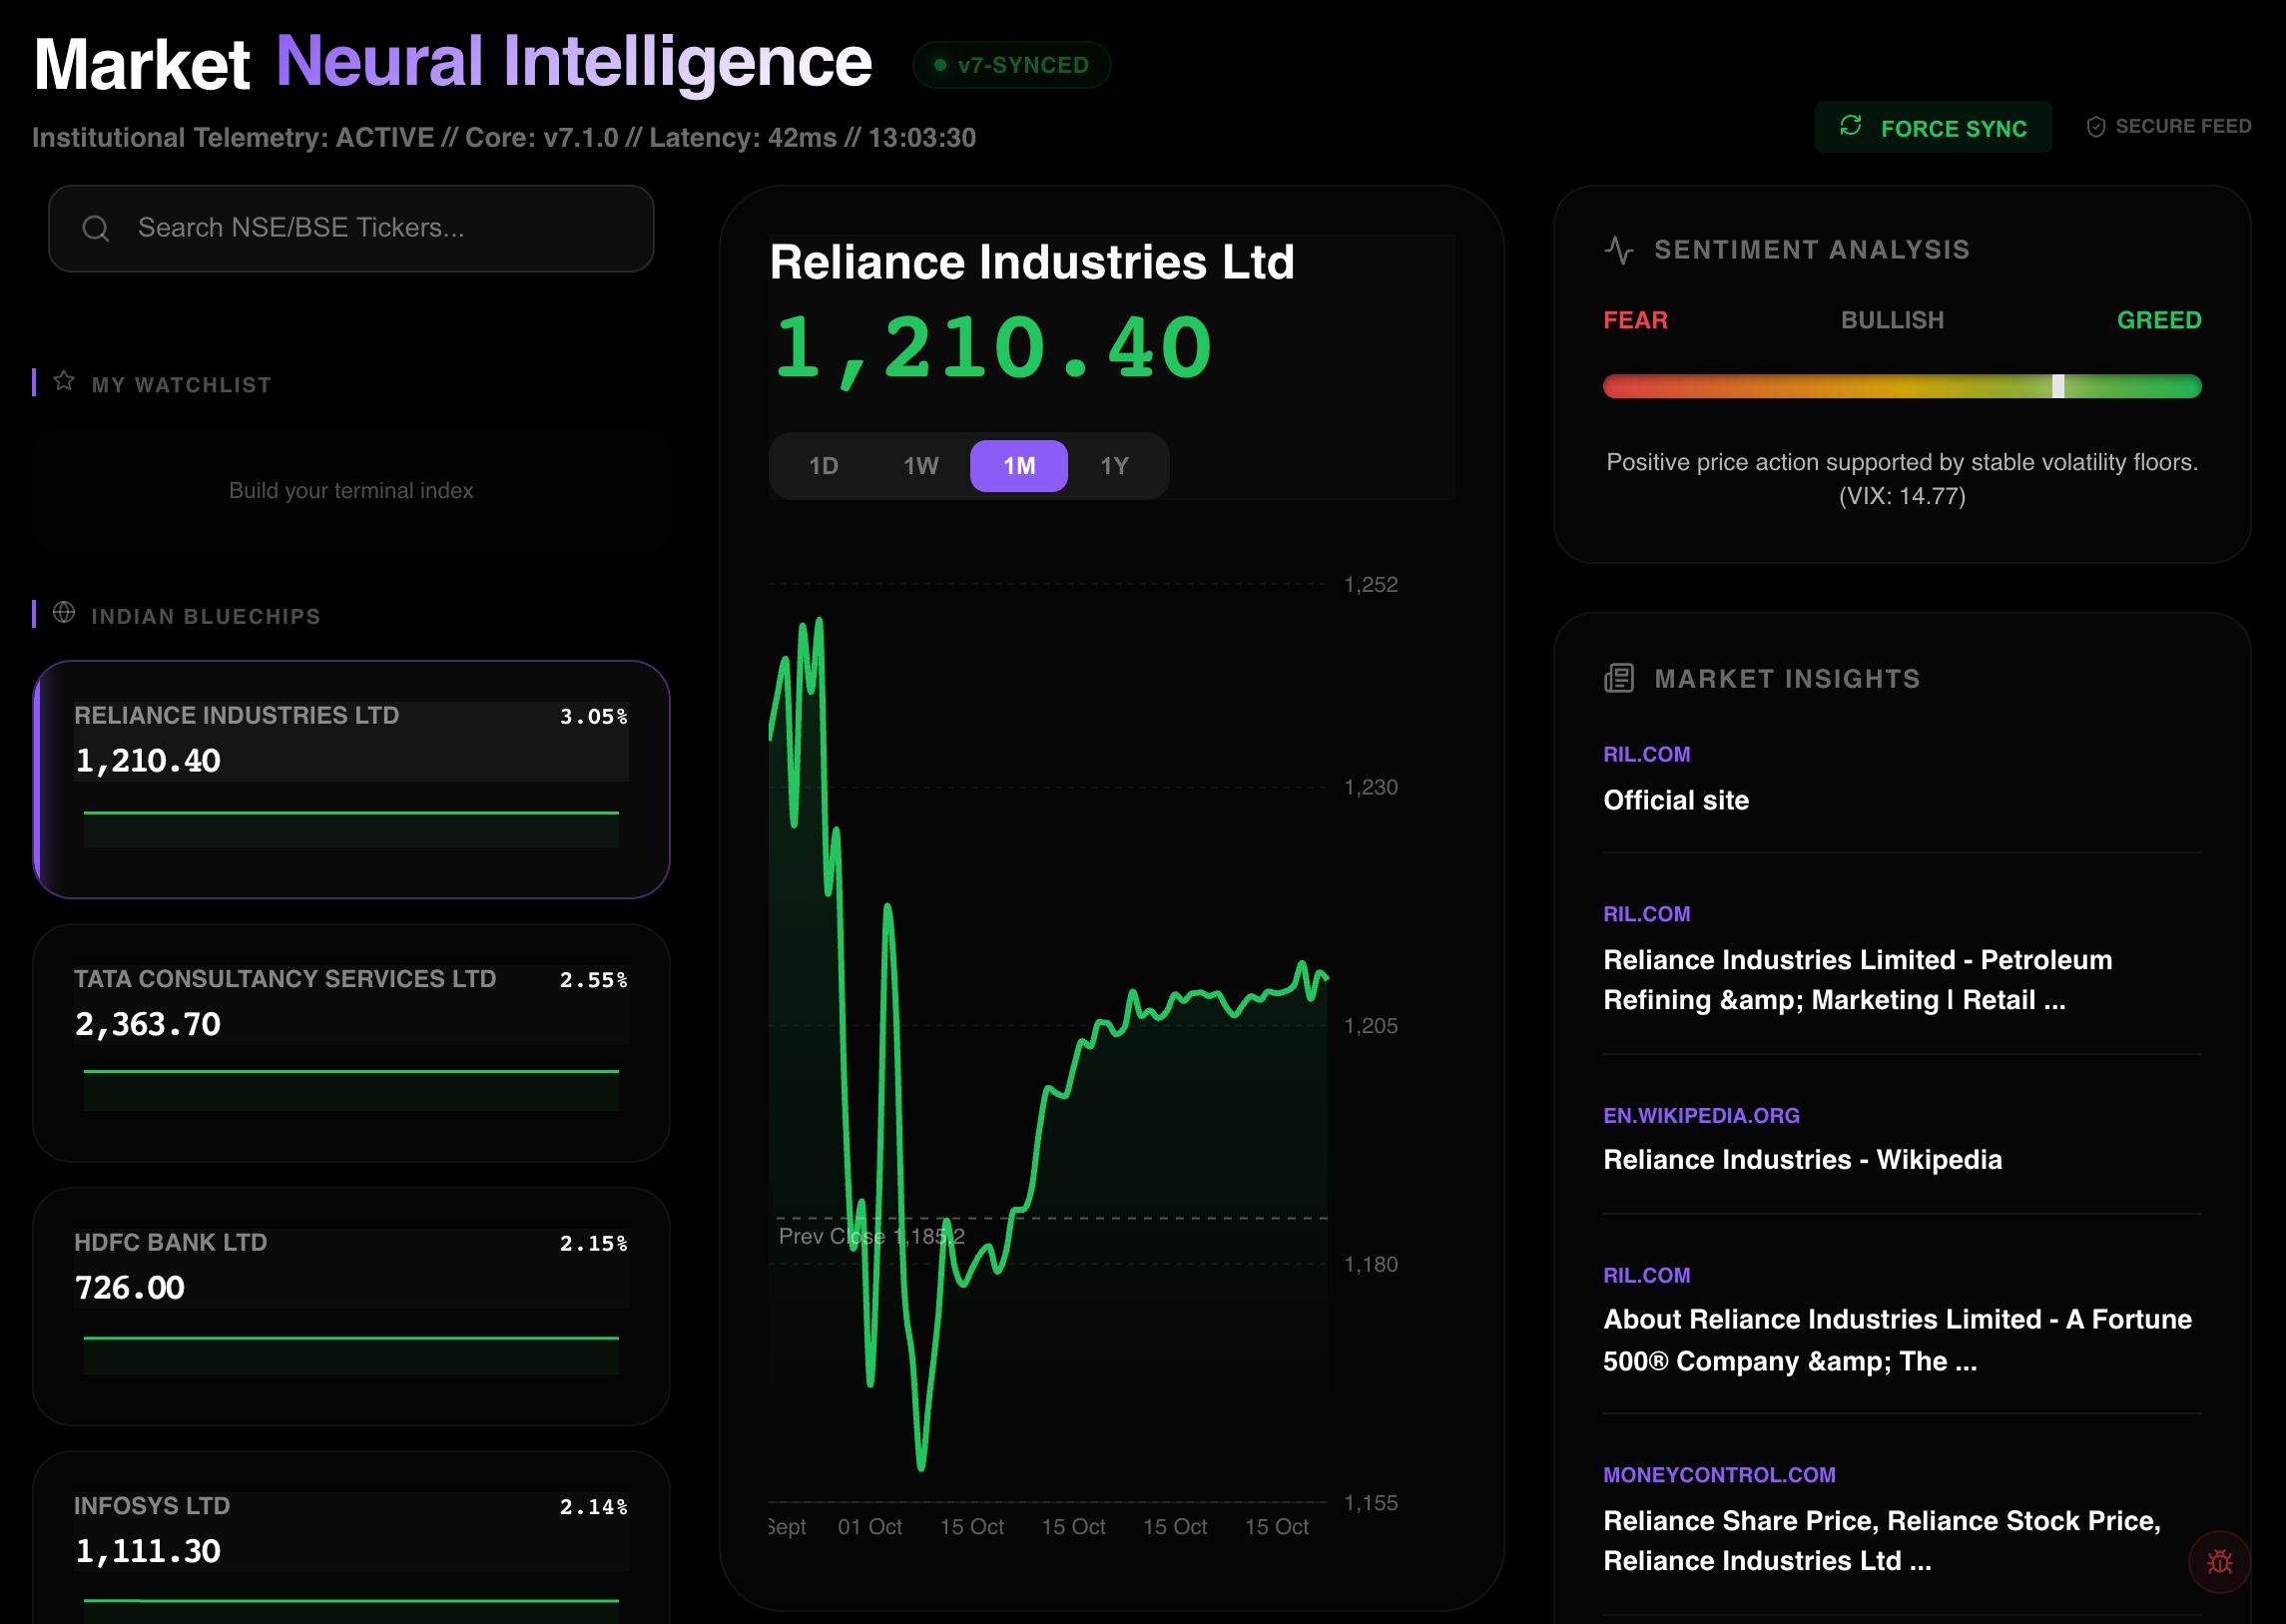 Market Neural Intelligence
v7-SYNCED
Institutional Telemetry: ACTIVE // Core: v7.1.0 // Latency: 42ms // 13:03:30
FORCE SYNC
SECURE FEED
Search NSE/BSE Tickers...
MY WATCHLIST
Build your terminal index
INDIAN BLUECHIPS
RELIANCE INDUSTRIES LTD
3.05%
1,210.40
TATA CONSULTANCY SERVICES LTD
2.55%
2,363.70
HDFC BANK LTD
2.15%
726.00
INFOSYS LTD
2.14%
1,111.30
Reliance Industries Ltd
1,210.40
1D
1W
1M
1Y
1,252
1,230
1,205
Prev Close 1,185.2
1,180
1,155
Sept
01 Oct
15 Oct
15 Oct
15 Oct
15 Oct
SENTIMENT ANALYSIS
FEAR
BULLISH
GREED
Positive price action supported by stable volatility floors.
(VIX: 14.77)
MARKET INSIGHTS
RIL.COM
Official site
RIL.COM
Reliance Industries Limited - Petroleum
Refining &amp;amp; Marketing | Retail ...
EN.WIKIPEDIA.ORG
Reliance Industries - Wikipedia
RIL.COM
About Reliance Industries Limited - A Fortune
500® Company &amp;amp; The ...
MONEYCONTROL.COM
Reliance Share Price, Reliance Stock Price,
Reliance Industries Ltd ...